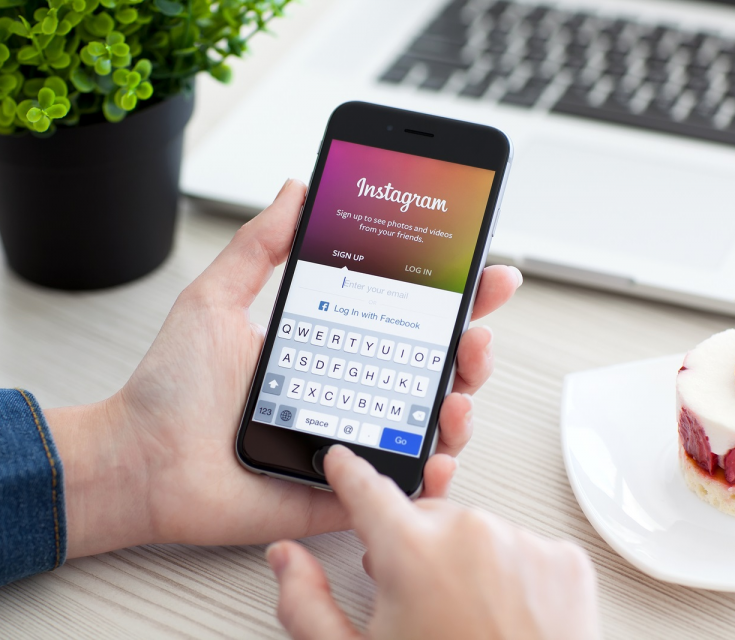 Instagram
Sign up to see photos and videos
from your friends.
SIGN UP LOG IN
Enter your email
Log In with Facebook
Q W E R T Y U I O P
A S D F G H J K L
Z X C V B N M
123 space @ . Go